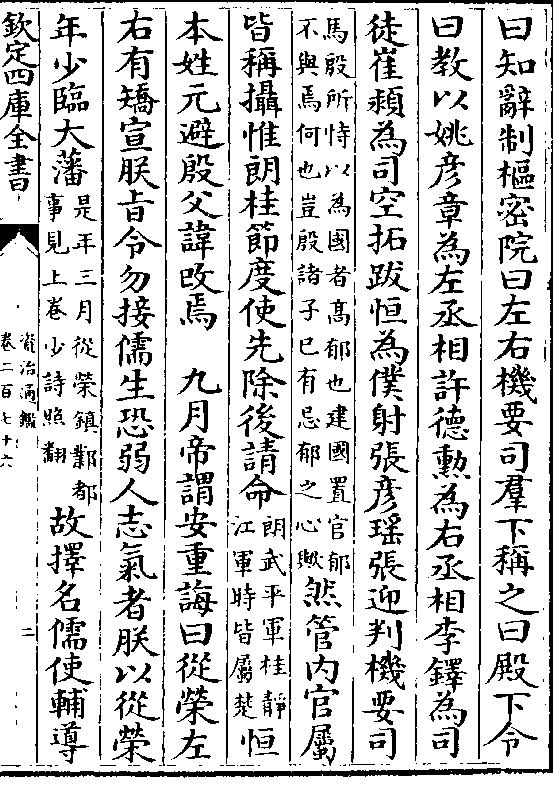 曰知辭制樞密院曰左右機要司羣下稱之曰殿下令
曰教以姚彦章為左丞相許德勲為右丞相李鐸為司
徒崔頴為司空拓跋恒為僕射張彦瑶張迎判機要司
馬殷所恃以為國者髙郁也建國置官郁
不與焉何也豈殷諸子已有忌郁之心歟
然管内官屬
皆稱攝惟朗桂節度使先除後請命
朗武平軍桂靜
江軍時皆屬楚
恒
本姓元避殷父諱改焉　九月帝謂安重誨曰從榮左
右有矯宣朕㫖令勿接儒生恐弱人志氣者朕以從榮
年少臨大藩
是年三月從榮鎮鄴都
事見上卷少詩照翻
故擇名儒使輔導
欽定四庫全書
資治通鑑
卷二百七十六
二